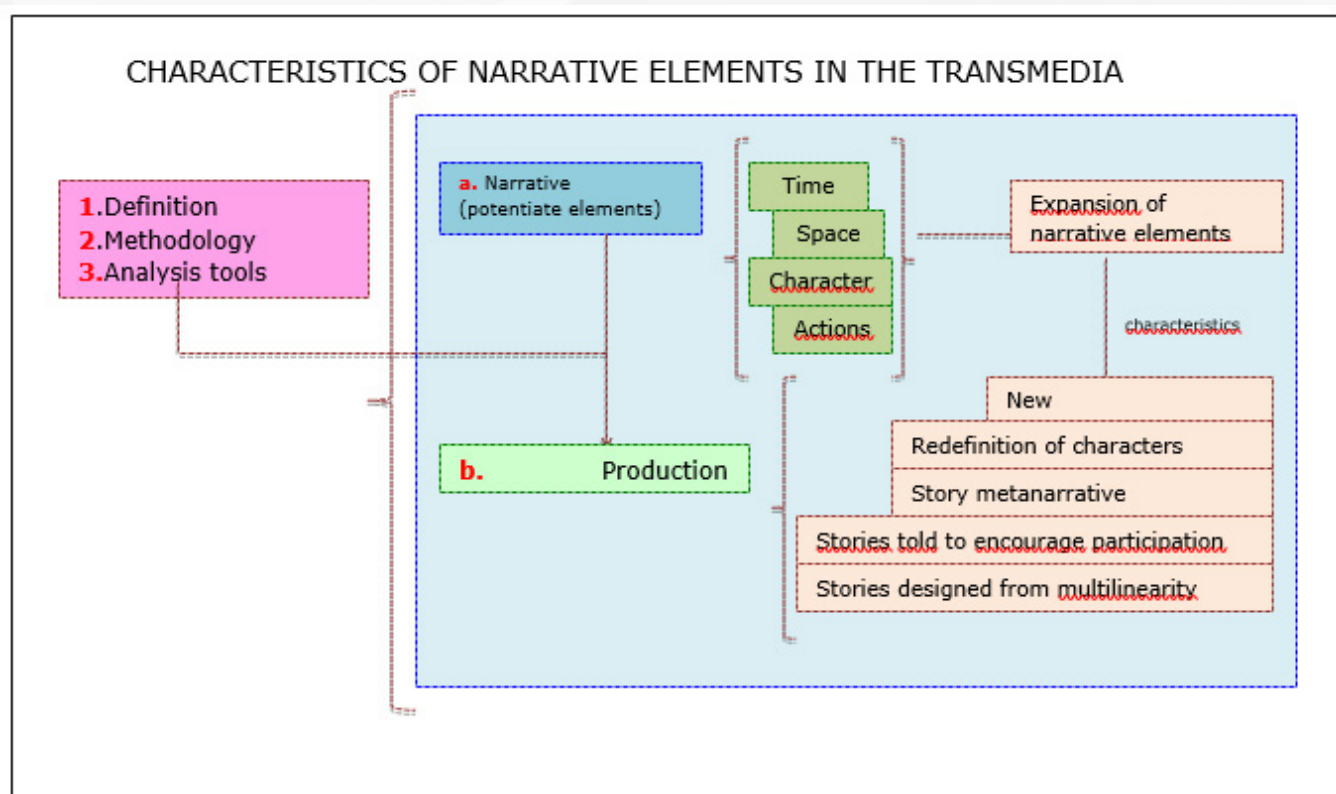 CHARACTERISTICS OF NARRATIVE ELEMENTS IN THE TRANSMEDIA
1.Definition
2.Methodology
3.Analysis tools
a. Narrative
(potentiate elements)
b. Production
Time
Space
Character
Actions
Expansion of
narrative elements
characteristics
New
Redefinition of characters
Story metanarrative
Stories told to encourage participation
Stories designed from multilinearity